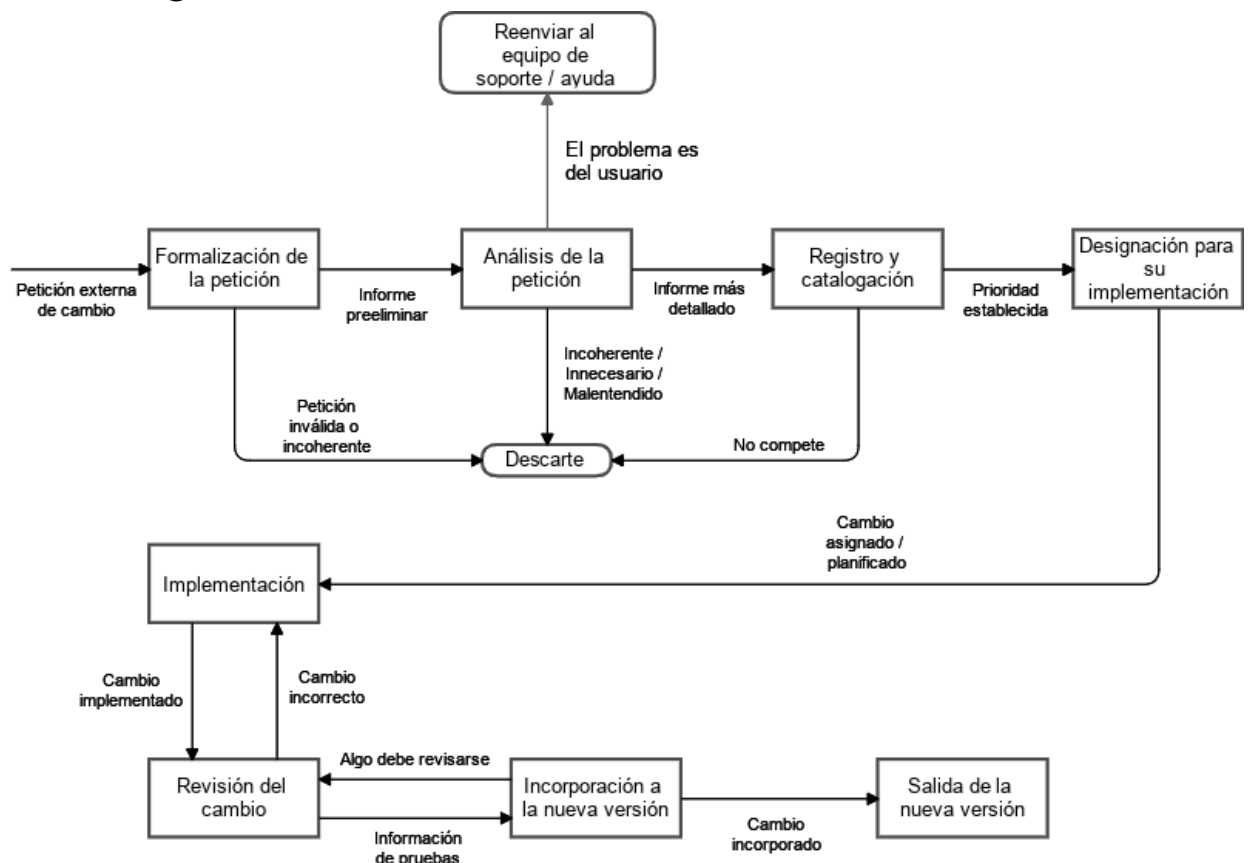 Reenviar al
equipo de
soporte / ayuda
El problema es
del usuario
Formalización de
la petición
Análisis de la
petición
Registro y
catalogación
Designación para
su
implementación
Petición externa
de cambio
Informe
preeliminar
Informe más
detallado
Prioridad
establecida
Petición
inválida o
incoherente
Incoherente /
Innecesario /
Malentendido
No compete
Descarte
Cambio
asignado /
planificado
Implementación
Cambio
implementado
Cambio
incorrecto
Algo debe revisarse
Revisión del
cambio
Incorporación a
la nueva versión
Salida de la
nueva versión
Información
de pruebas
Cambio
incorporado